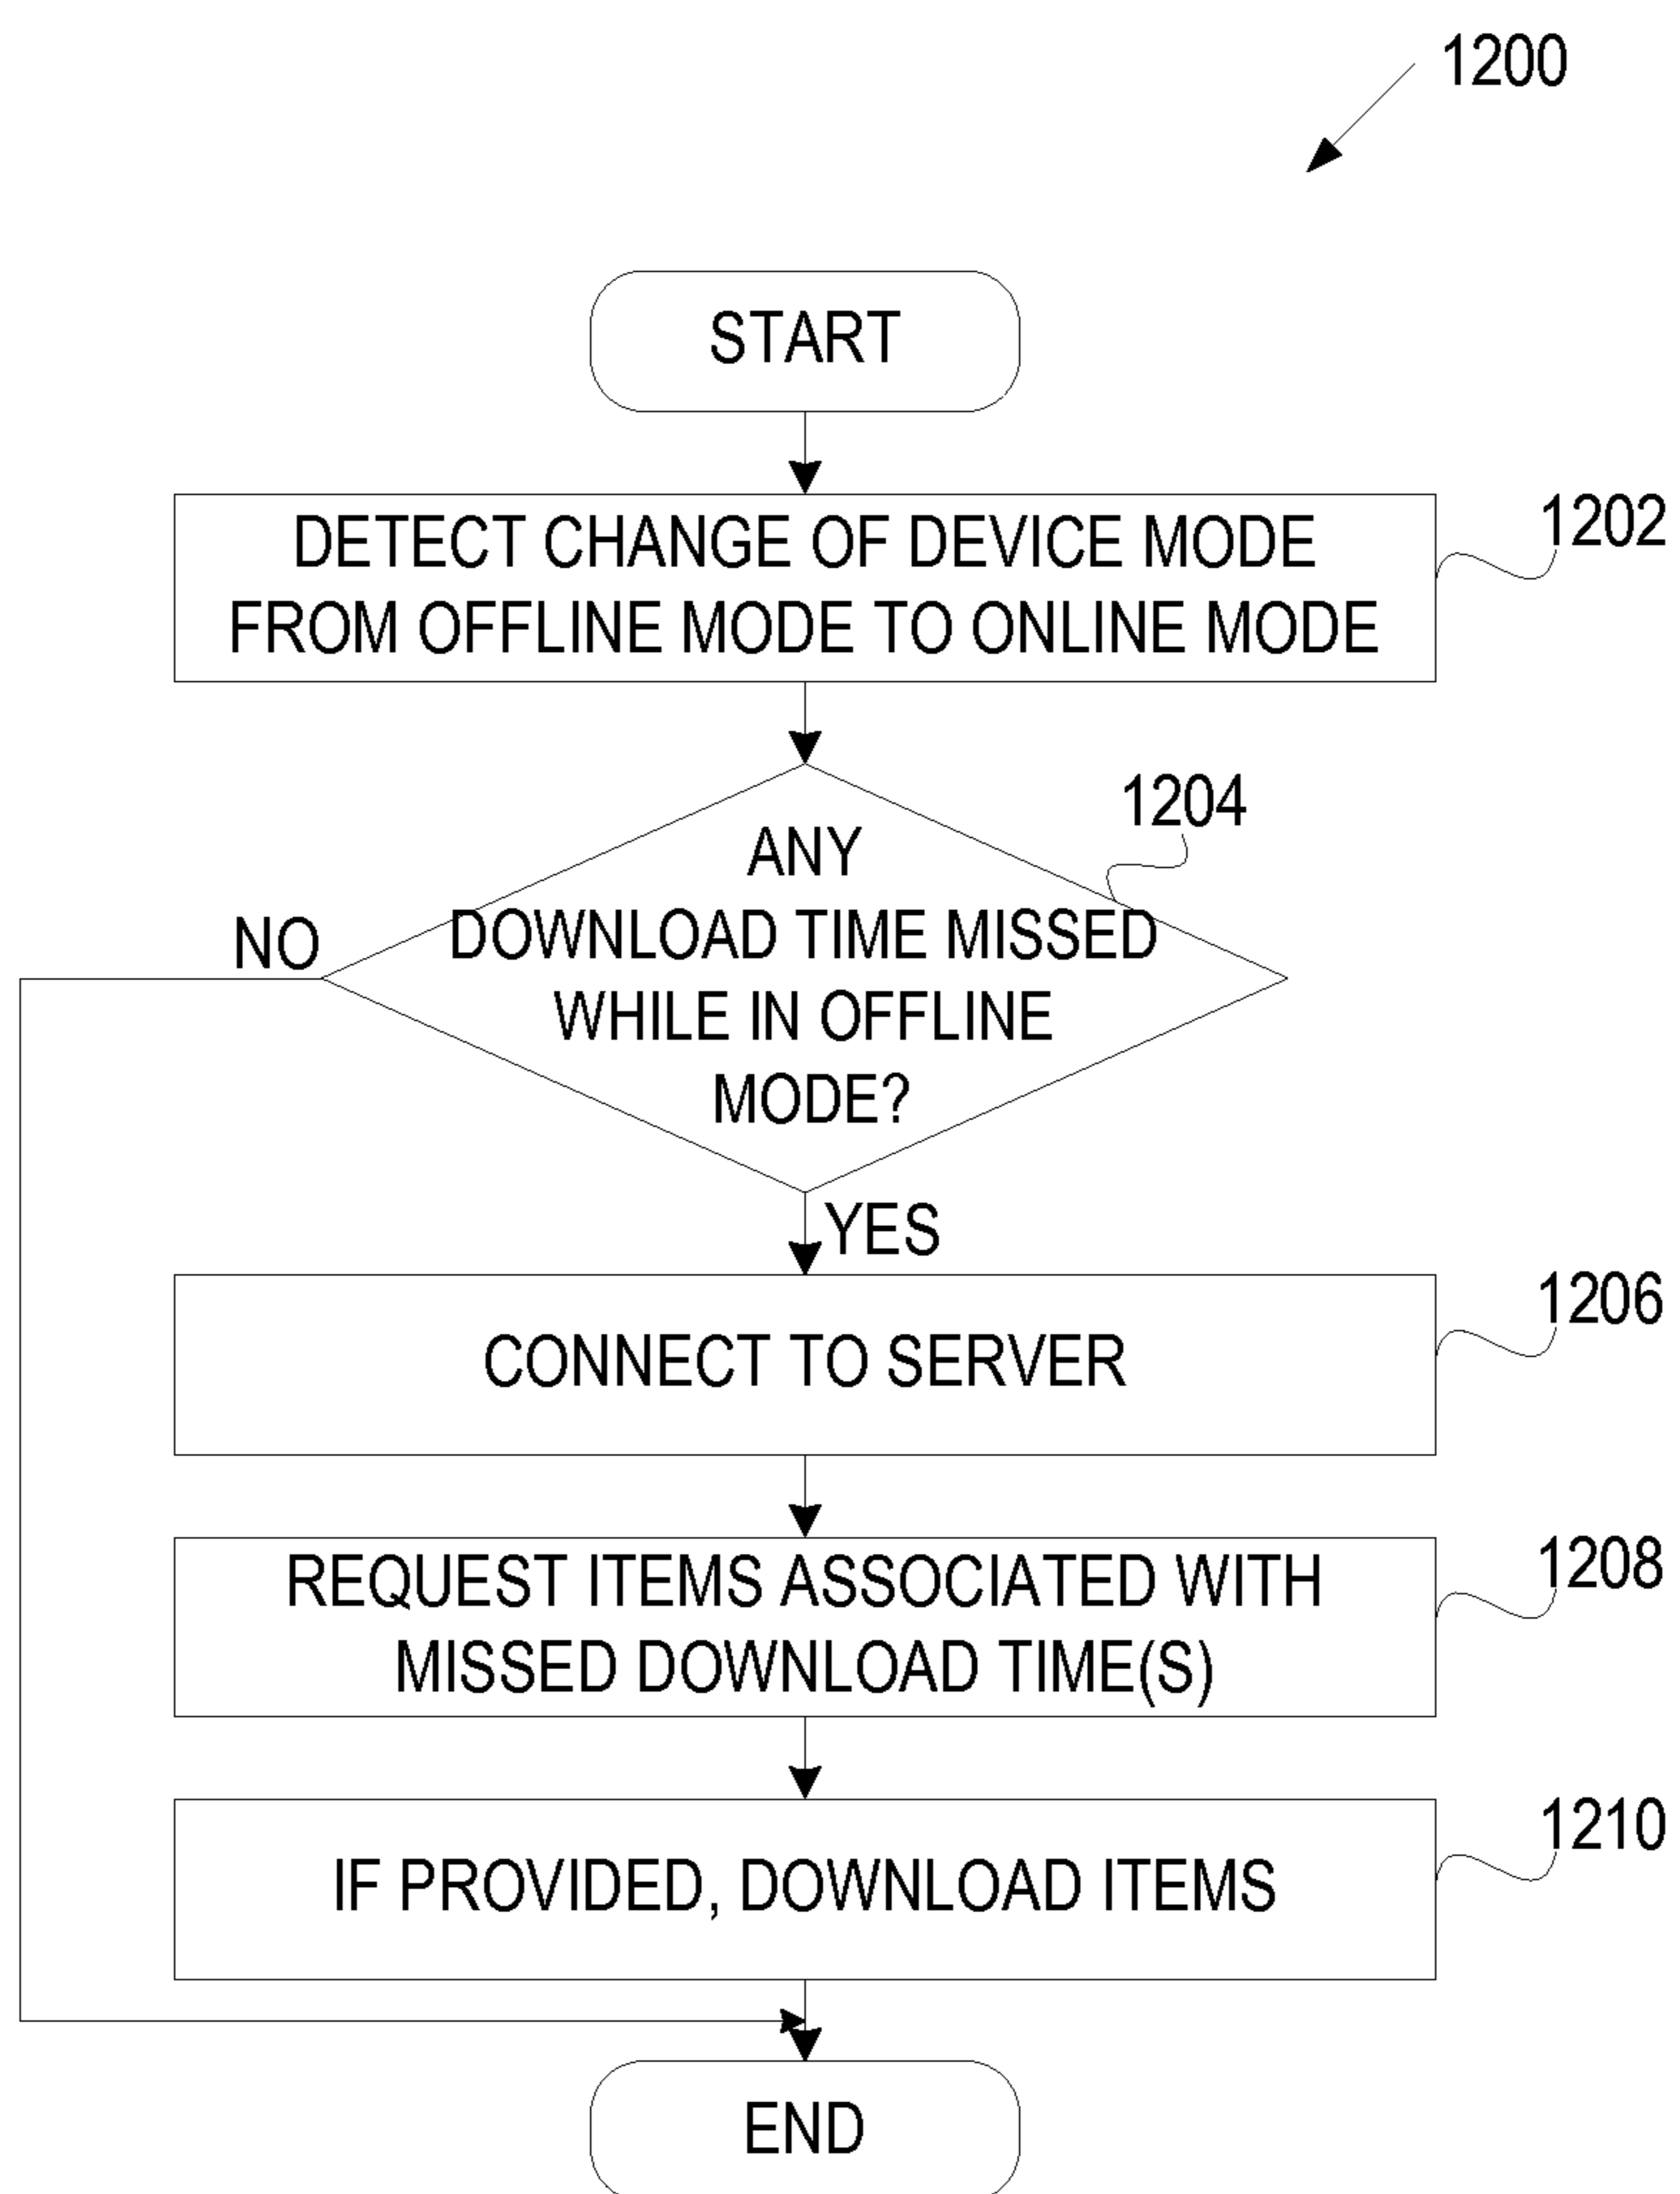 1200
START
DETECT CHANGE OF DEVICE MODE
FROM OFFLINE MODE TO ONLINE MODE
1202
1204
ANY
DOWNLOAD TIME MISSED
WHILE IN OFFLINE
MODE?
NO
YES
CONNECT TO SERVER
1206
REQUEST ITEMS ASSOCIATED WITH
MISSED DOWNLOAD TIME(S)
1208
IF PROVIDED, DOWNLOAD ITEMS
1210
END